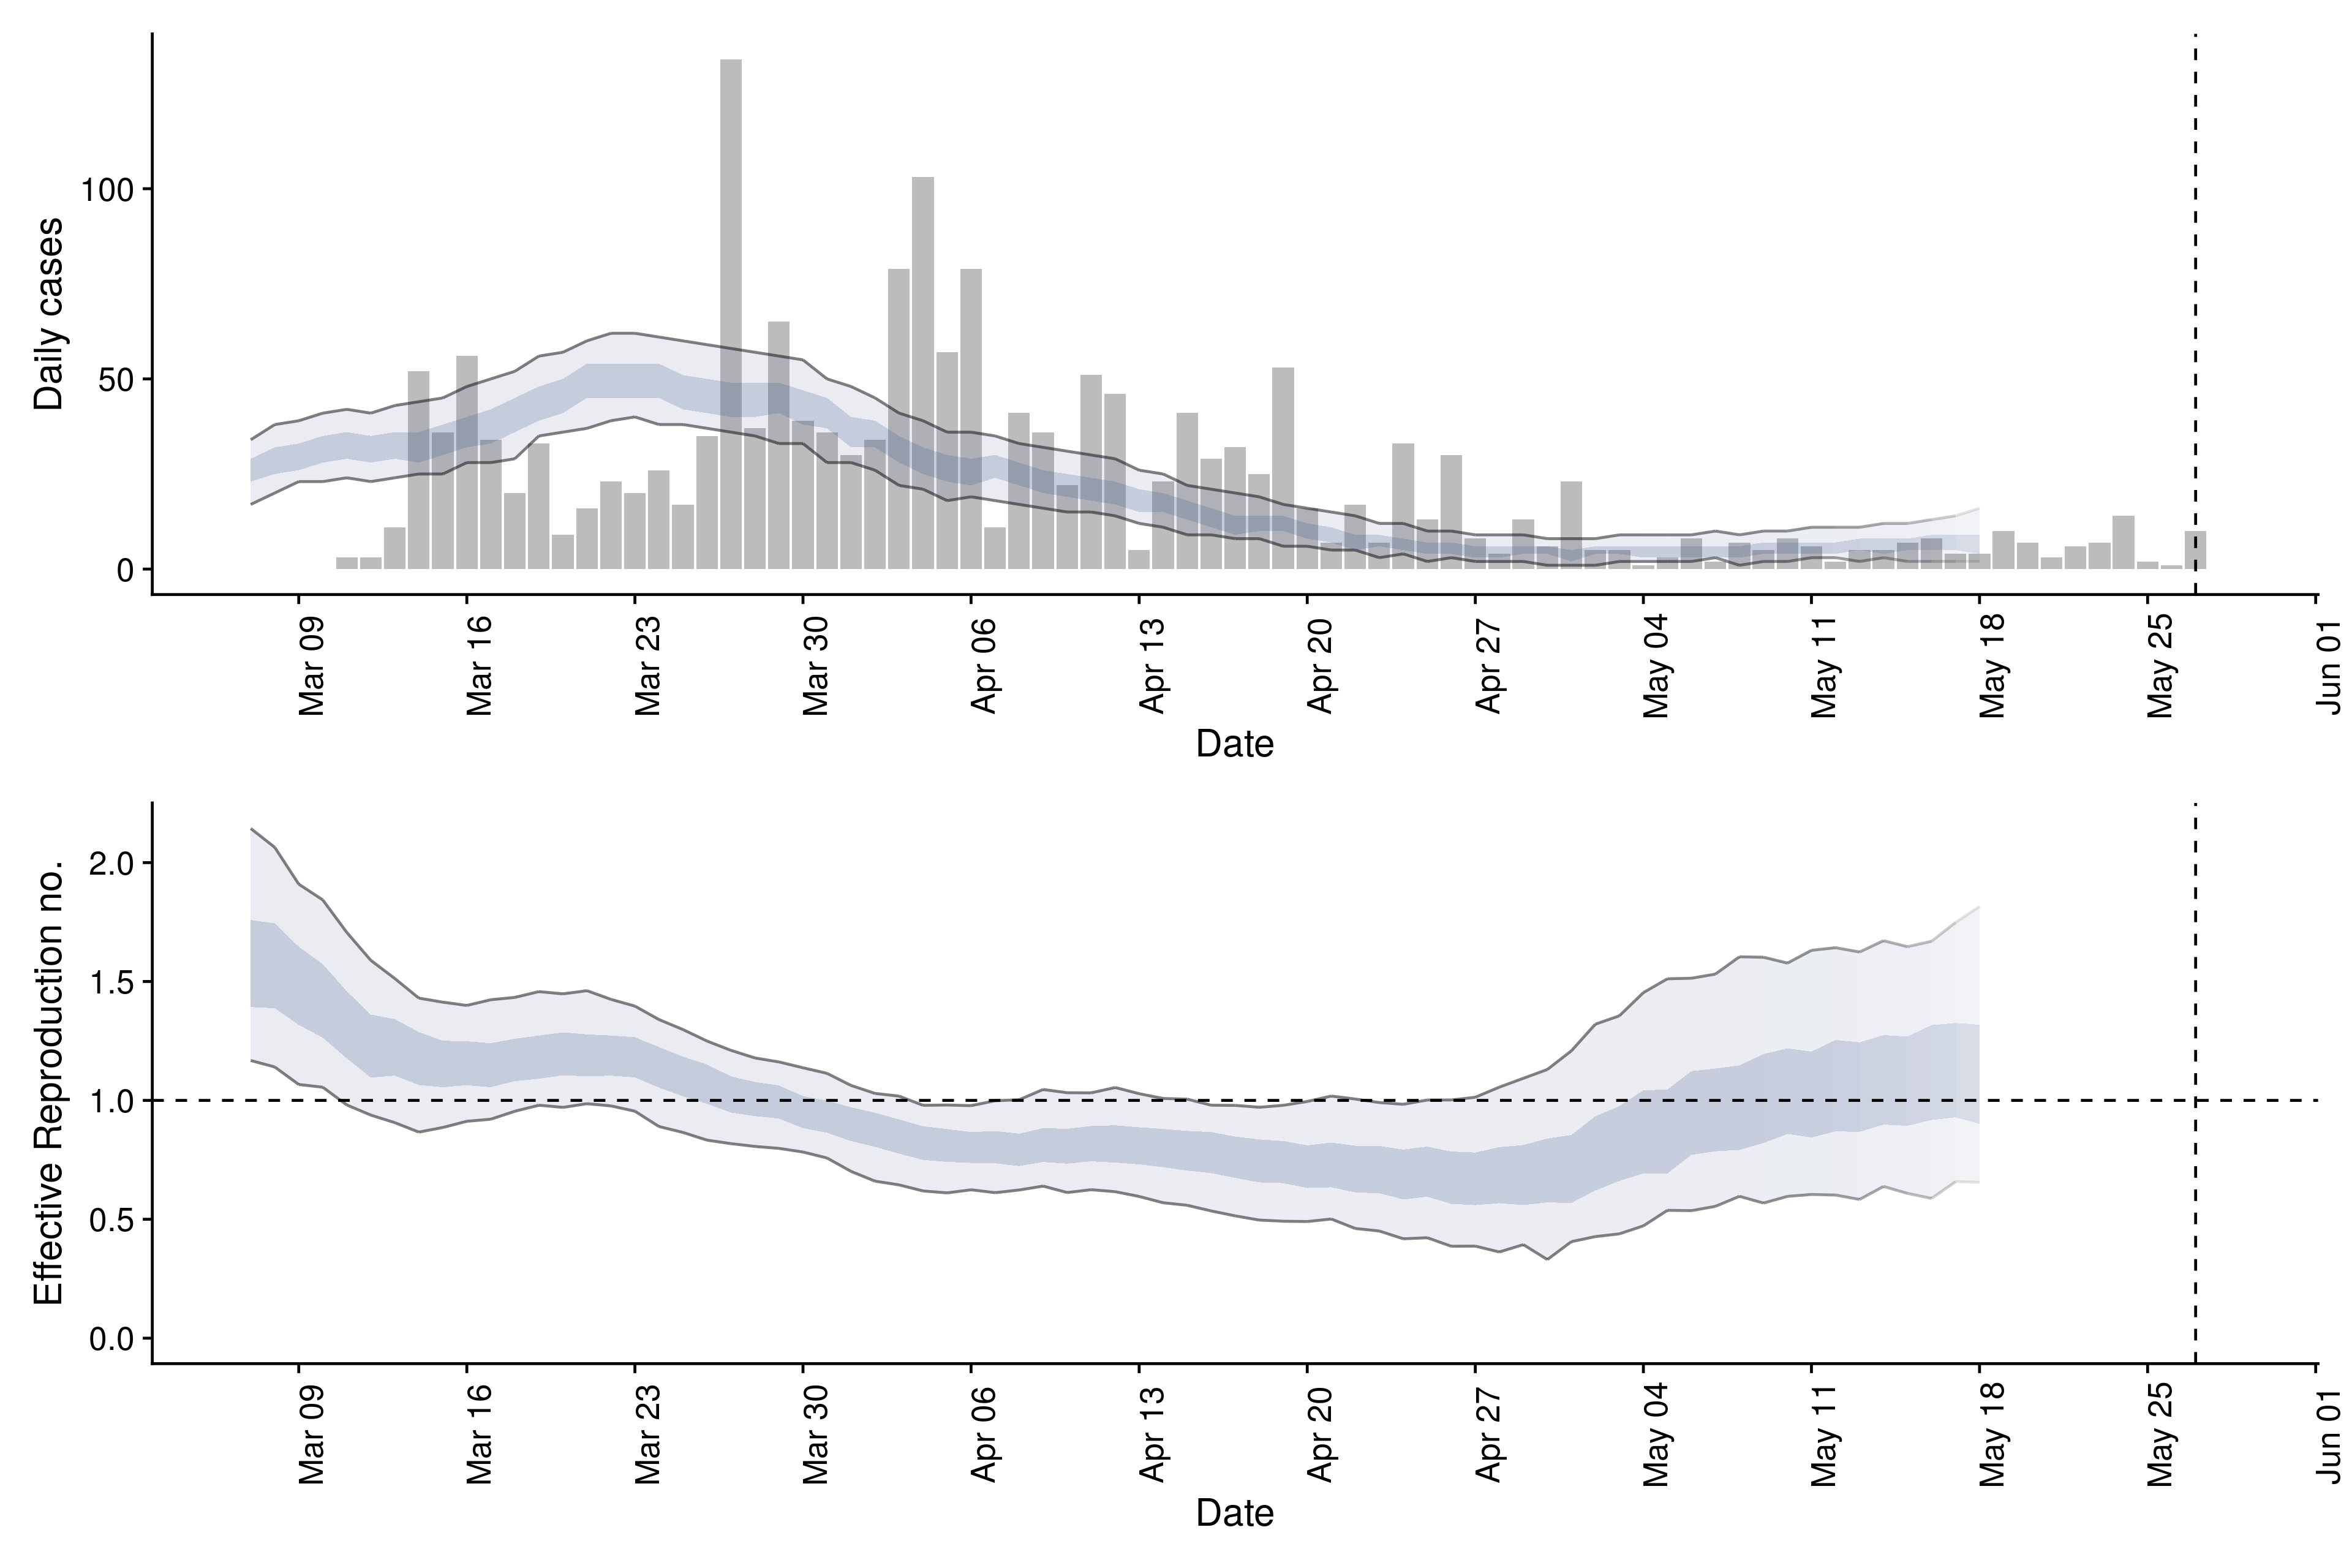 Daily cases
100
50
0
Mar 09
Mar 16
Mar 23
Mar 30
Apr 06
Apr 13
Apr 20
Apr 27
May 04
May 11
May 18
May 25
Jun 01
Date
Effective Reproduction no.
2.0
1.5
1.0
0.5
0.0
Mar 09
Mar 16
Mar 23
Mar 30
Apr 06
Apr 13
Apr 20
Apr 27
May 04
May 11
May 18
May 25
Jun 01
Date